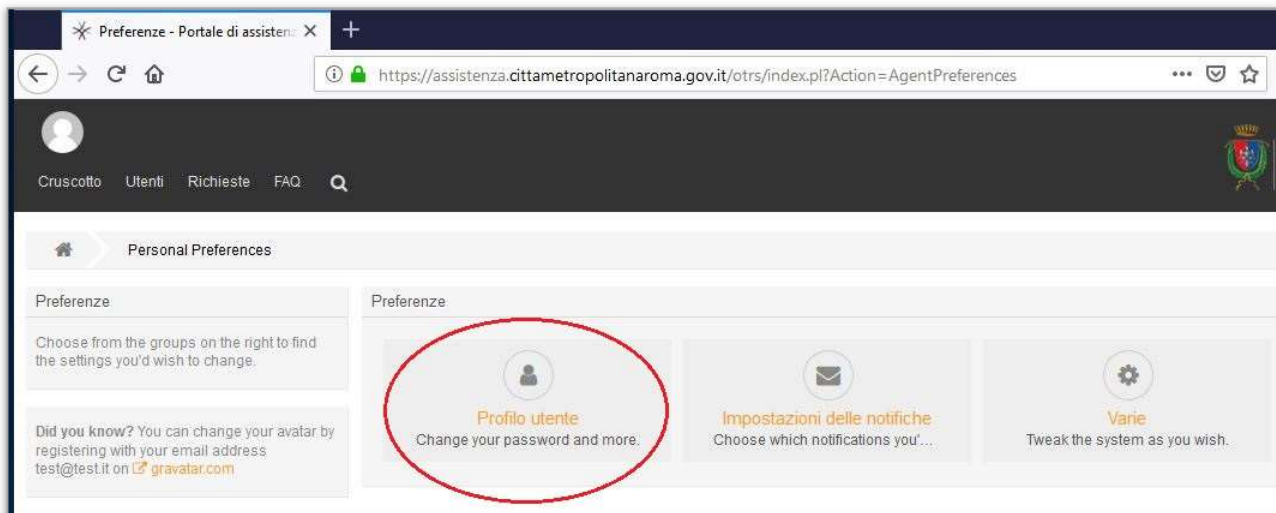 Preferenze - Portale di assisten
https://assistenza.cittametropolitanaroma.gov.it/otrs/index.pl?Action=AgentPreferences
Cruscotto Utenti Richieste FAQ
Personal Preferences
Preferenze
Choose from the groups on the right to find
the settings you'd wish to change.
Did you know? You can change your avatar by
registering with your email address
test@test.it on gravatar.com
Preferenze
Profilo utente
Change your password and more.
Impostazioni delle notifiche
Choose which notifications you'...
Varie
Tweak the system as you wish.